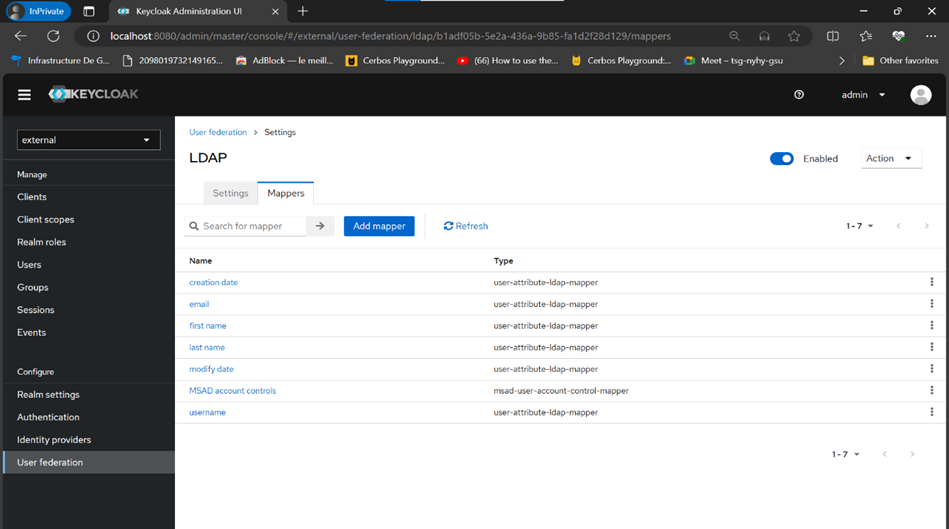 InPrivate Keycloak Administration UI
localhost:8080/admin/master/console/#/external/user-federation/ldap/b1adf05b-5e2a-436a-9b85-fa1d2f28d129/mappers
Infrastructure De G... 2098019732149165... AdBlock — le meill... Cerbos Playground... (66) How to use the... Cerbos Playground:... Meet – tsg-nyhy-gsu Other favorites
KEYCLOAK admin
external
Manage
Clients
Client scopes
Realm roles
Users
Groups
Sessions
Events
Configure
Realm settings
Authentication
Identity providers
User federation
User federation > Settings
LDAP Enabled Action
Settings Mappers
Search for mapper Add mapper Refresh 1 - 7
Name Type
creation date user-attribute-ldap-mapper
email user-attribute-ldap-mapper
first name user-attribute-ldap-mapper
last name user-attribute-ldap-mapper
modify date user-attribute-ldap-mapper
MSAD account controls msad-user-account-control-mapper
username user-attribute-ldap-mapper
1 - 7